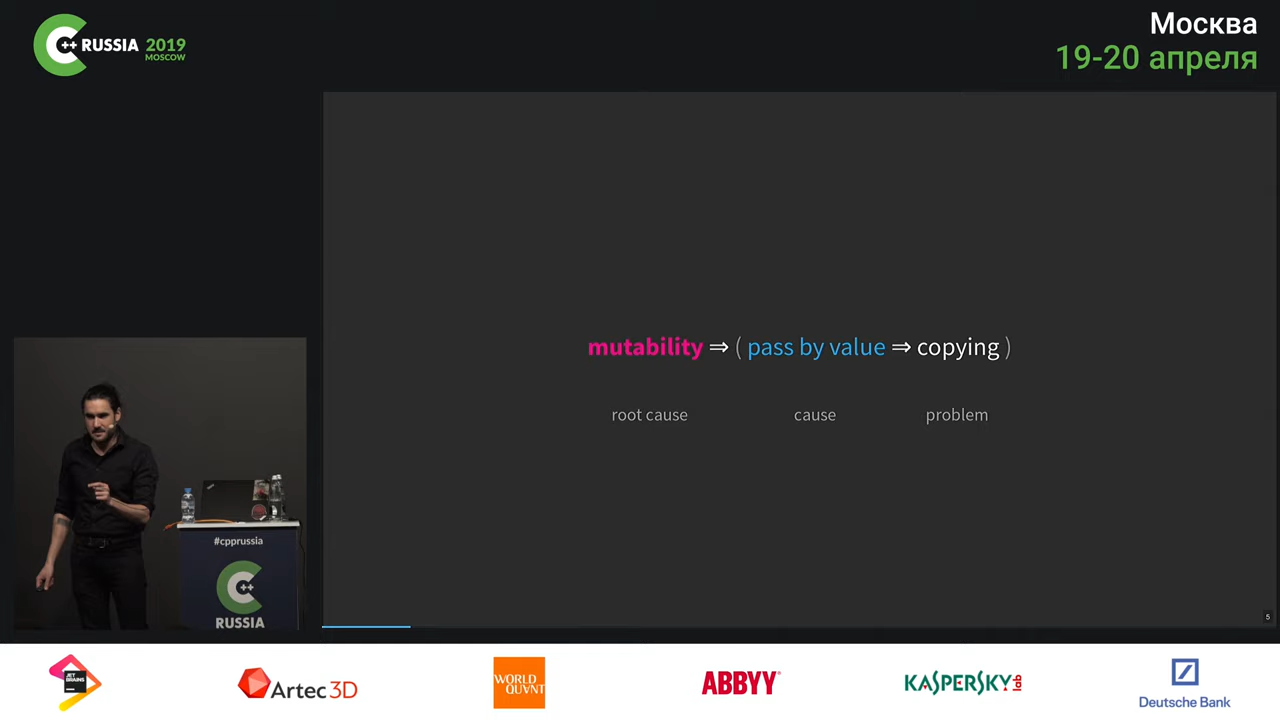 C++ RUSSIA 2019
MOSCOW
Москва
19-20 апреля
mutability ⇒ ( pass by value ⇒ copying )
root cause cause problem
#cpprussia
C++
RUSSIA
5
JET
BRAINS
Artec 3D
WORLD
QUANT
ABBYY
KASPERSKY lab
Deutsche Bank